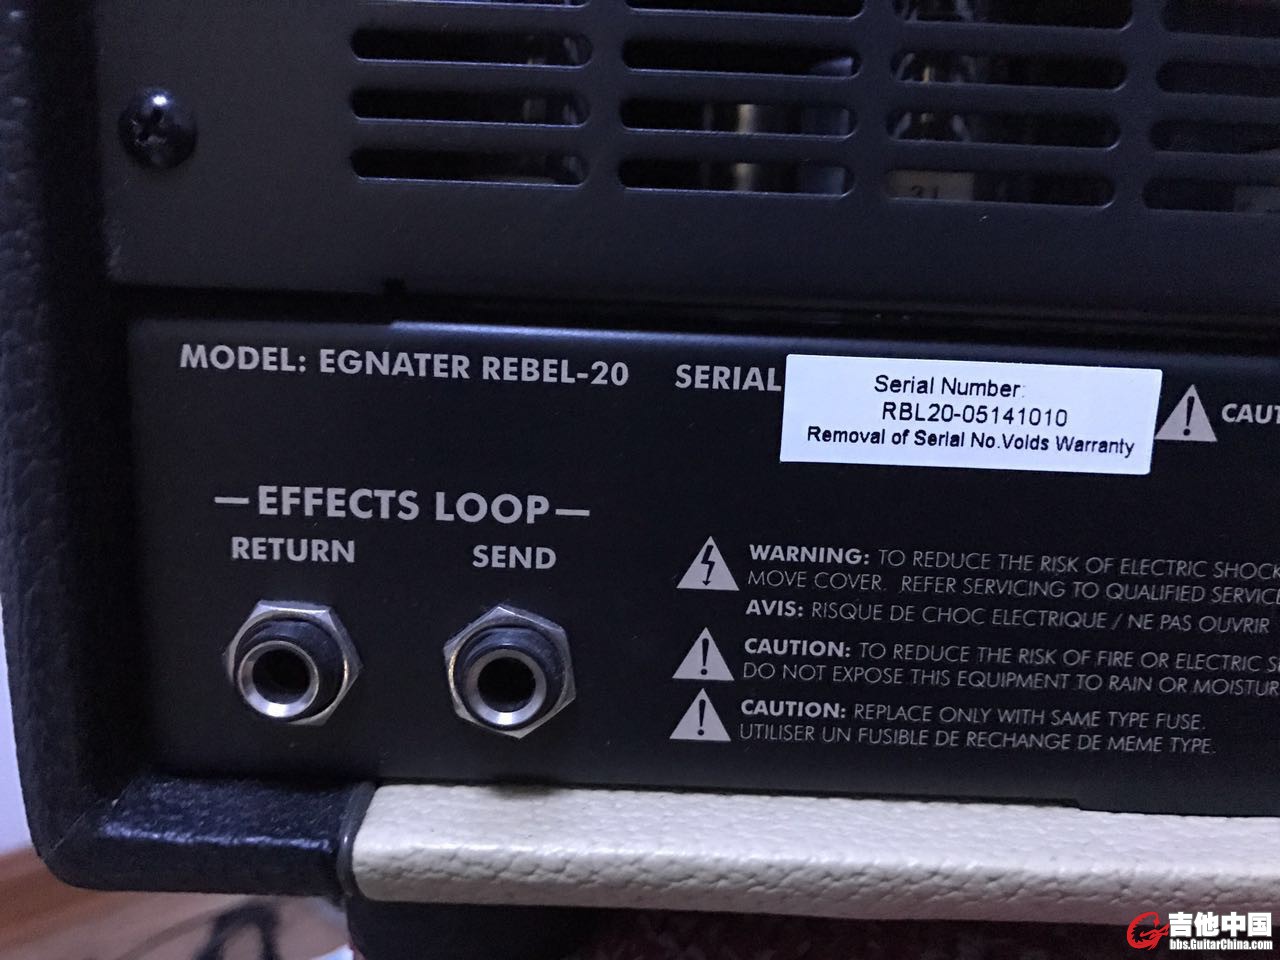 MODEL: EGNATER REBEL-20 SERIAL
Serial Number:
RBL20-05141010
Removal of Serial No.Voids Warranty
—EFFECTS LOOP—
RETURN SEND
WARNING: TO REDUCE THE RISK OF ELECTRIC SHOCK
MOVE COVER. REFER SERVICING TO QUALIFIED SERVICE
AVIS: RISQUE DE CHOC ELECTRIQUE / NE PAS OUVRIR
CAUTION: TO REDUCE THE RISK OF FIRE OR ELECTRIC
DO NOT EXPOSE THIS EQUIPMENT TO RAIN OR
CAUTION: REPLACE ONLY WITH SAME TYPE FUSE.
UTILISER UN FUSIBLE DE RECHANGE DE MEME TYPE.
吉他中国
bbs.GuitarChina.com